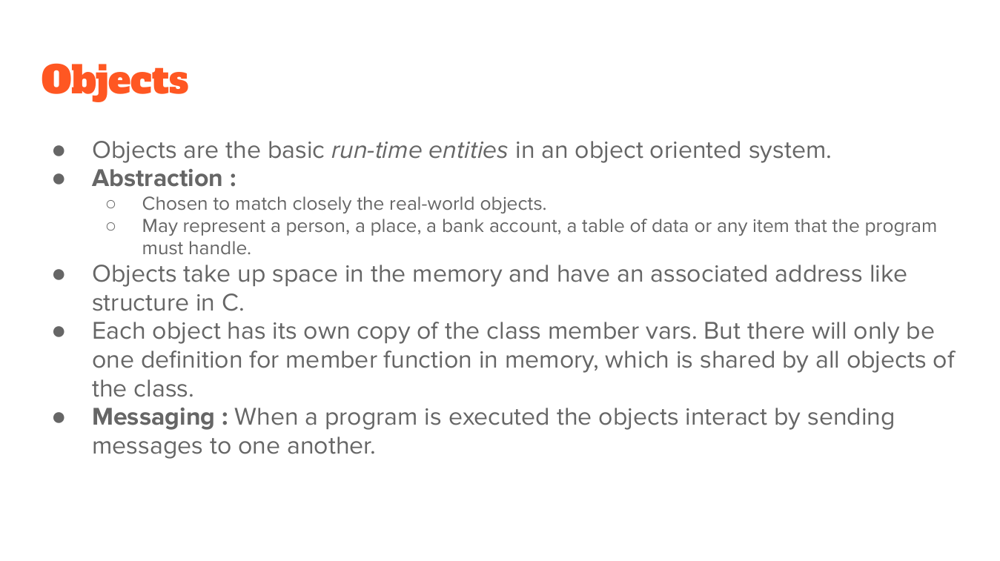 Objects
● Objects are the basic run-time entities in an object oriented system.
● Abstraction :
○ Chosen to match closely the real-world objects.
○ May represent a person, a place, a bank account, a table of data or any item that the program
must handle.
● Objects take up space in the memory and have an associated address like
structure in C.
● Each object has its own copy of the class member vars. But there will only be
one definition for member function in memory, which is shared by all objects of
the class.
● Messaging : When a program is executed the objects interact by sending
messages to one another.